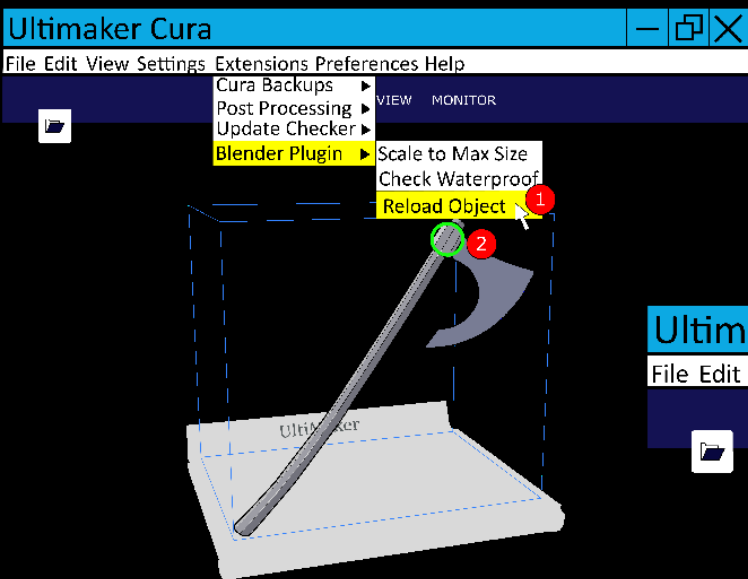 Ultimaker Cura
File Edit View Settings Extensions Preferences Help
Cura Backups
VIEW MONITOR
Post Processing
Update Checker
Blender Plugin
Scale to Max Size
Check Waterproof
Reload Object
1
2
Ultim
File Edit
UltiMaker